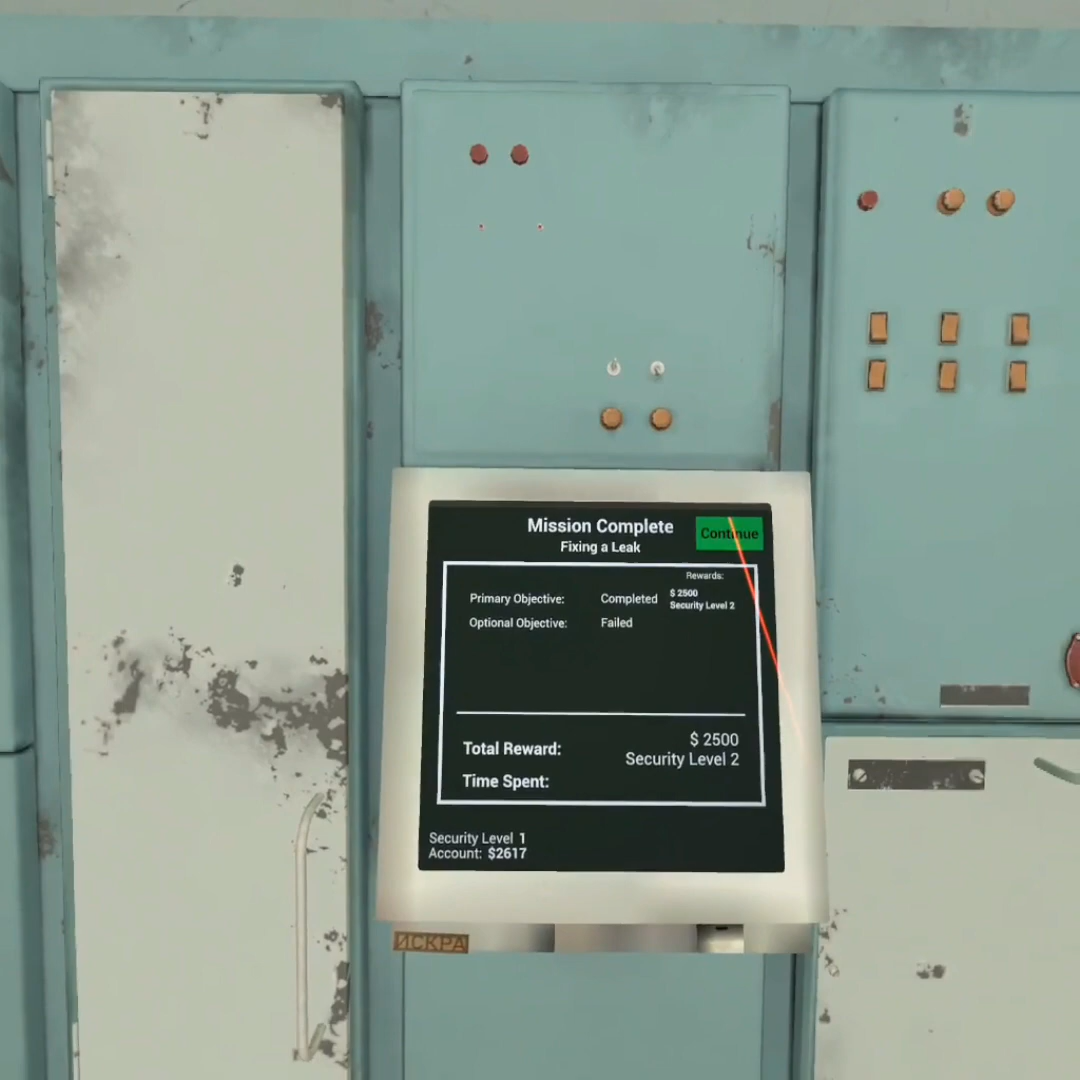 Mission Complete
Continue
Fixing a Leak
Rewards:
Primary Objective: Completed $ 2500
Security Level 2
Optional Objective: Failed
Total Reward: $ 2500
Security Level 2
Time Spent:
Security Level 1
Account: $2617
ИСКРА